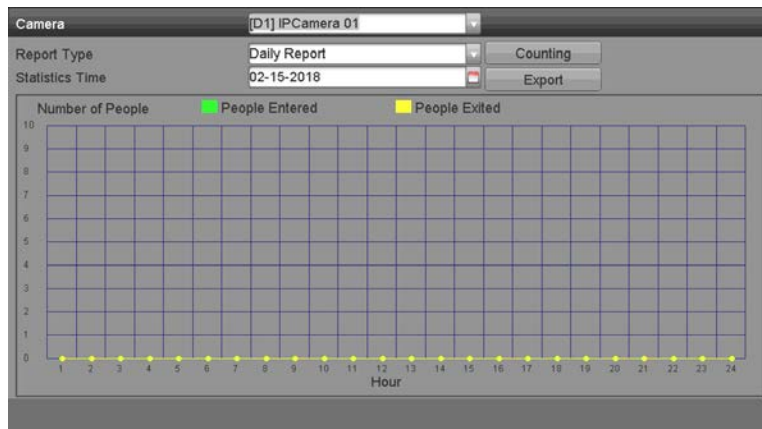 Camera [D1] IPCamera 01
Report Type Daily Report Counting
Statistics Time 02-15-2018 Export
Number of People People Entered People Exited
10
9
8
7
6
5
4
3
2
1
0
1 2 3 4 5 6 7 8 9 10 11 12 13 14 15 16 17 18 19 20 21 22 23 24
Hour